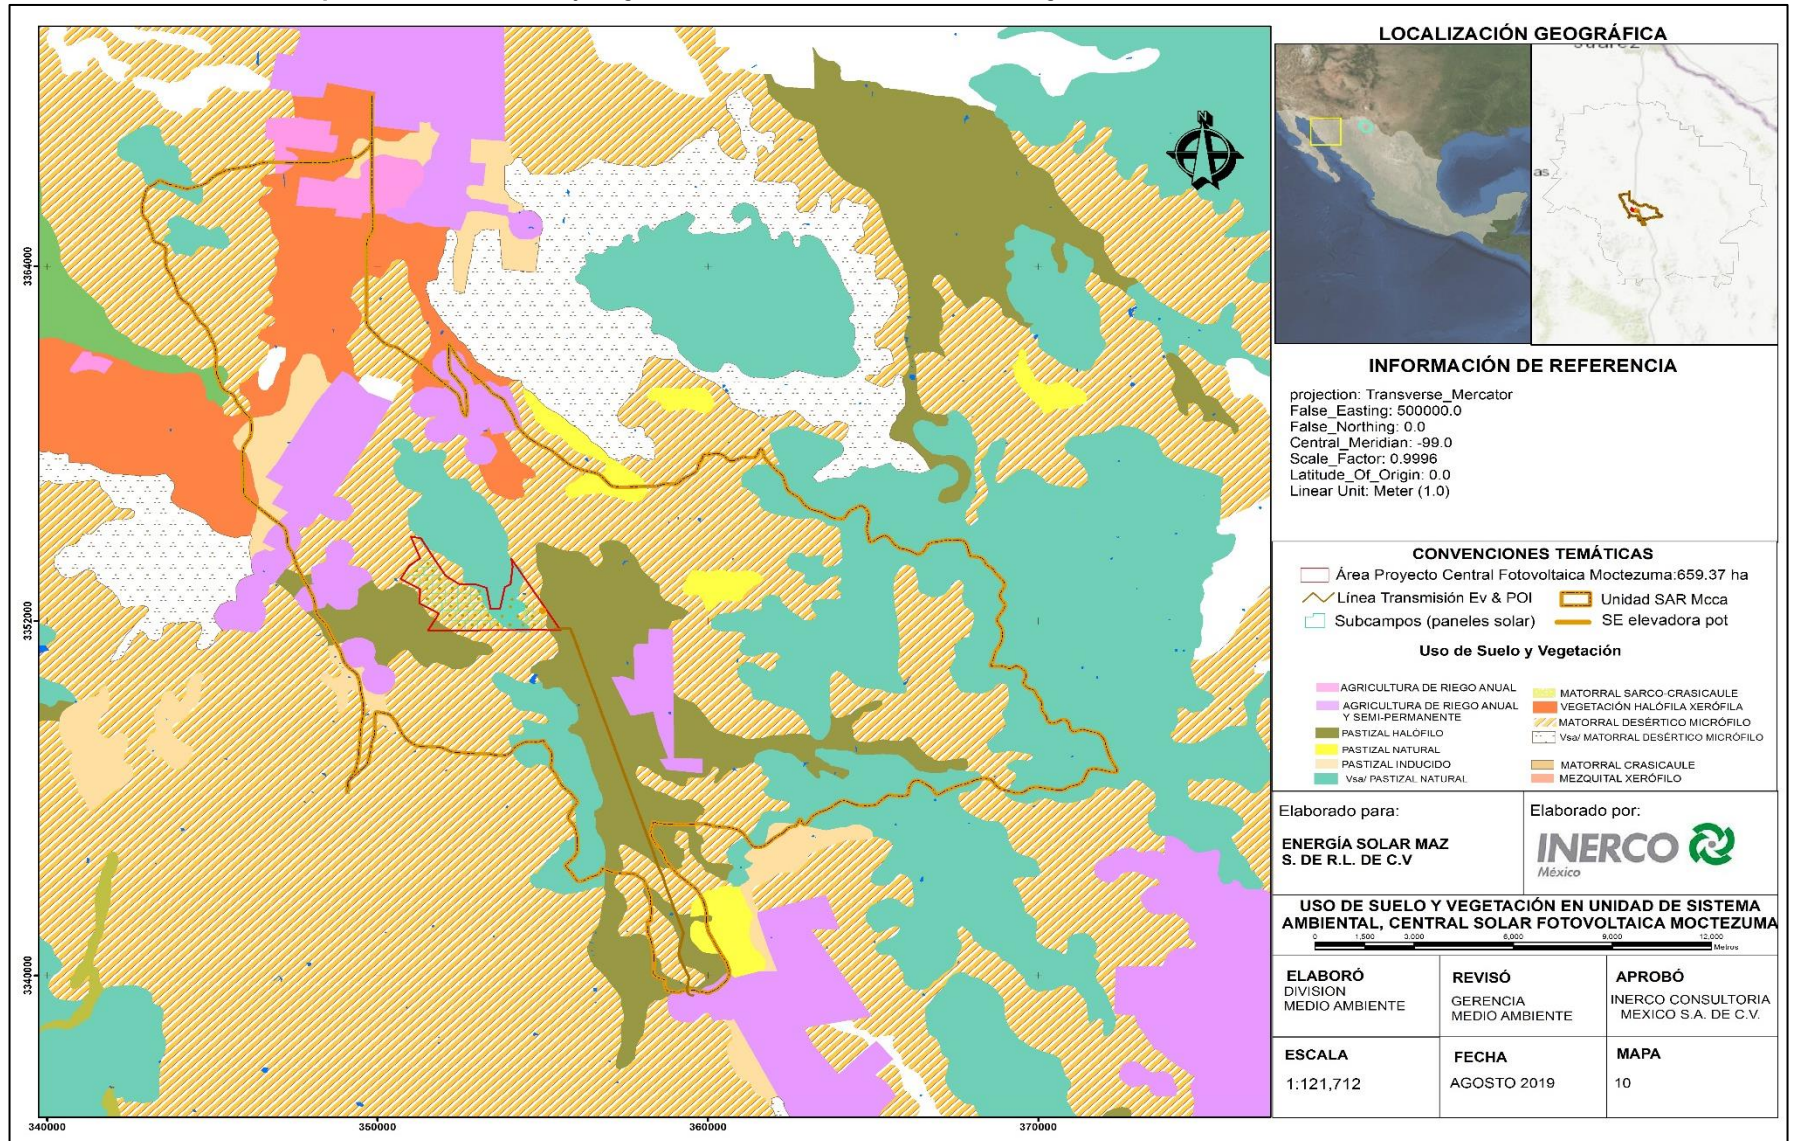 LOCALIZACIÓN GEOGRÁFICA
as
N
INFORMACIÓN DE REFERENCIA
projection: Transverse_Mercator
False_Easting: 500000.0
False_Northing: 0.0
Central_Meridian: -99.0
Scale_Factor: 0.9996
Latitude_Of_Origin: 0.0
Linear Unit: Meter (1.0)
CONVENCIONES TEMÁTICAS
Área Proyecto Central Fotovoltaica Moctezuma:659.37 ha
Línea Transmisión Ev & POI
Unidad SAR Mcca
Subcampos (paneles solar)
SE elevadora pot
Uso de Suelo y Vegetación
AGRICULTURA DE RIEGO ANUAL
AGRICULTURA DE RIEGO ANUAL
Y SEMI-PERMANENTE
PASTIZAL HALÓFILO
PASTIZAL NATURAL
PASTIZAL INDUCIDO
Vsa/ PASTIZAL NATURAL
MATORRAL SARCO-CRASICAULE
VEGETACIÓN HALÓFILA XERÓFILA
MATORRAL DESÉRTICO MICRÓFILO
Vsa/ MATORRAL DESÉRTICO MICRÓFILO
MATORRAL CRASICAULE
MEZQUITAL XERÓFILO
Elaborado para:
ENERGÍA SOLAR MAZ
S. DE R.L. DE C.V
Elaborado por:
INERCO
México
USO DE SUELO Y VEGETACIÓN EN UNIDAD DE SISTEMA
AMBIENTAL, CENTRAL SOLAR FOTOVOLTAICA MOCTEZUMA
0 1,500 3,000 6,000 9,000 12,000
Metros
ELABORÓ
DIVISION
MEDIO AMBIENTE
REVISÓ
GERENCIA
MEDIO AMBIENTE
APROBÓ
INERCO CONSULTORIA
MEXICO S.A. DE C.V.
ESCALA
1:121,712
FECHA
AGOSTO 2019
MAPA
10
3364000
3352000
3340000
340000 350000 360000 370000